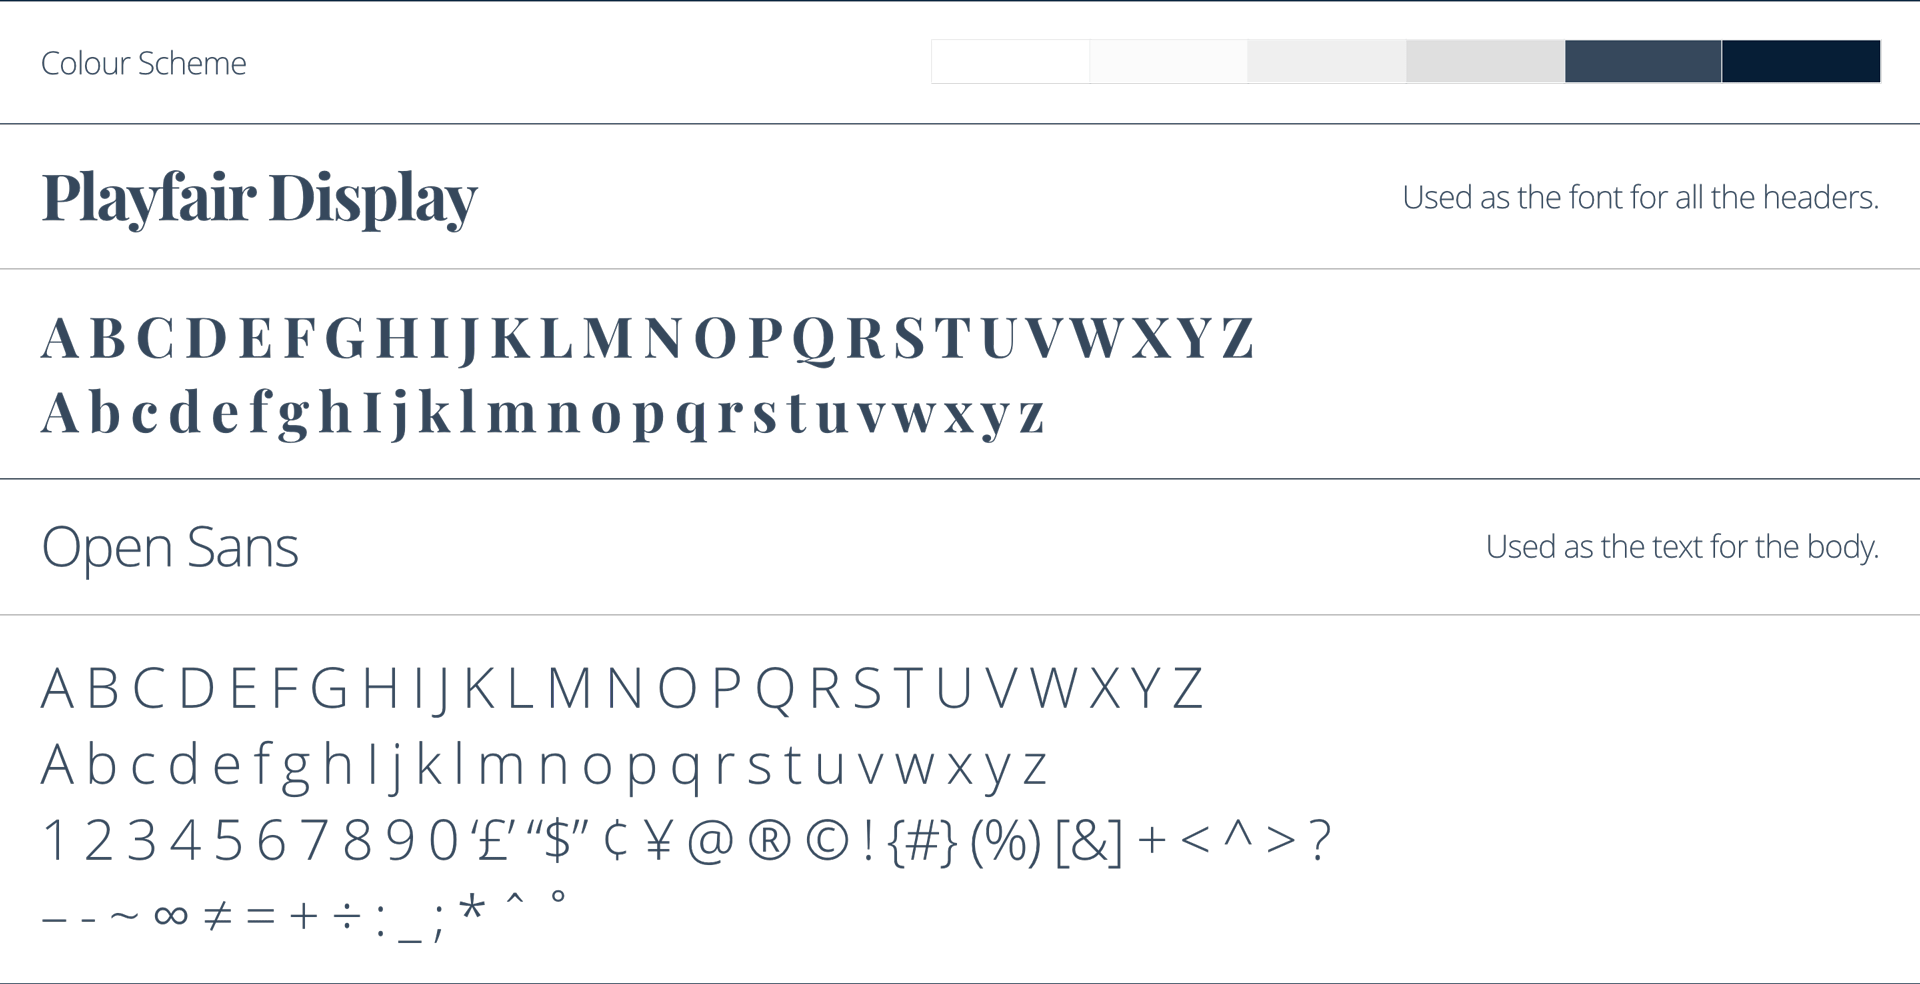 Colour Scheme
Playfair Display
Used as the font for all the headers.
A B C D E F G H I J K L M N O P Q R S T U V W X Y Z
A b c d e f g h I j k l m n o p q r s t u v w x y z
Open Sans
Used as the text for the body.
A B C D E F G H I J K L M N O P Q R S T U V W X Y Z
A b c d e f g h I j k l m n o p q r s t u v w x y z
1 2 3 4 5 6 7 8 9 0 ‘£’ “$” ¢ ¥ @ ® © ! {#} (%) [&] + < ^ > ?
– - ~ ∞ ≠ = + ÷ : _ ; * ˆ °